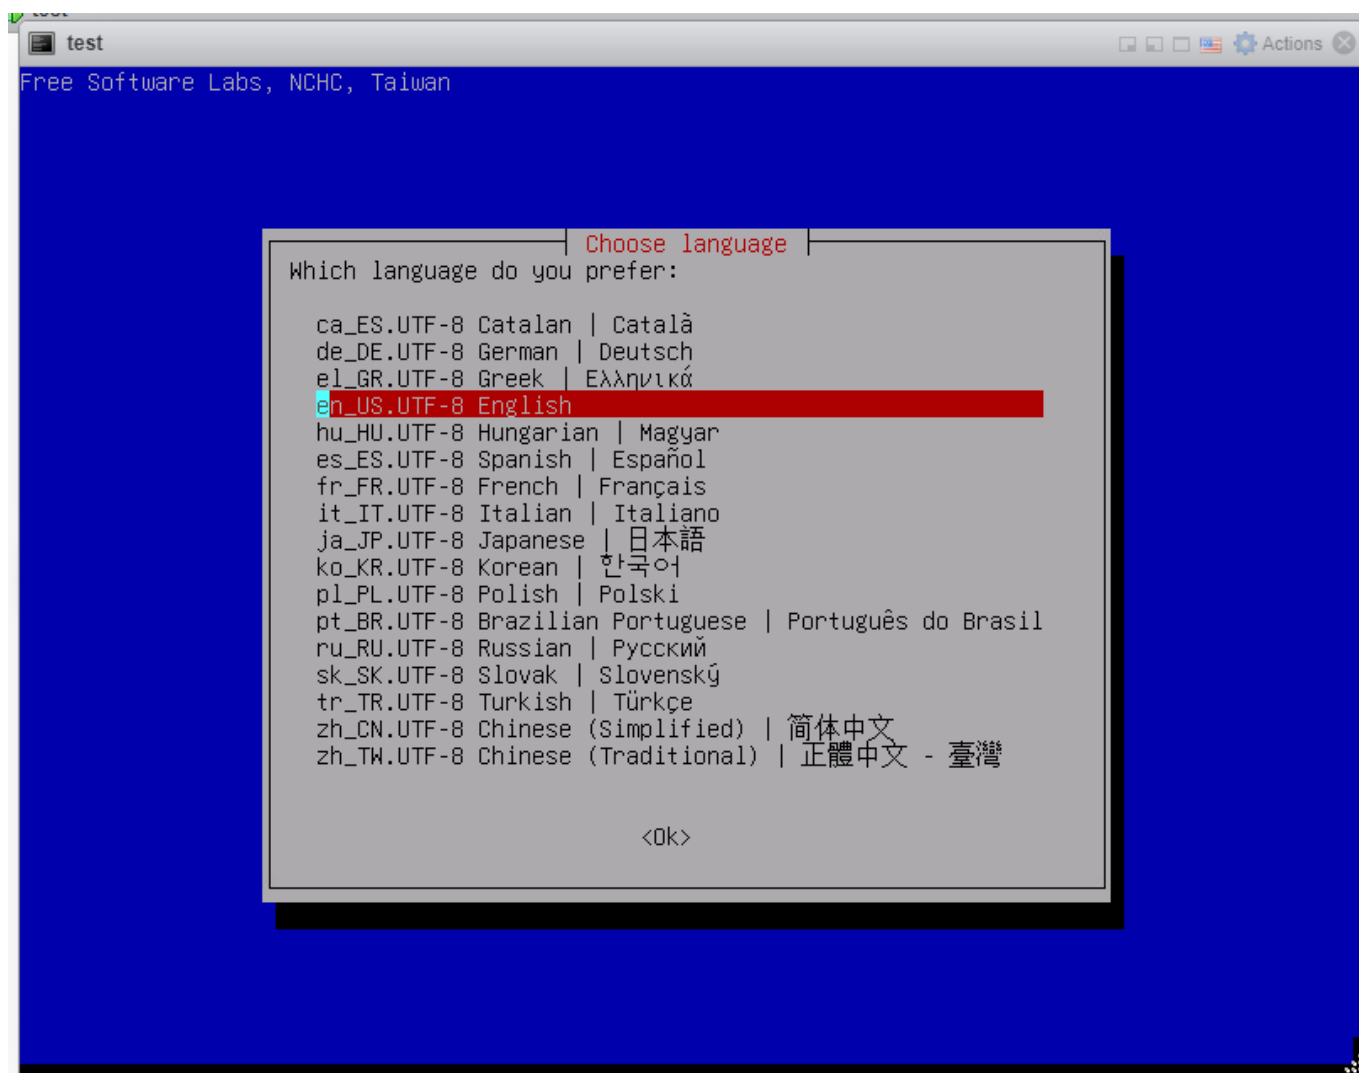 test
test
Actions
Free Software Labs, NCHC, Taiwan
Choose language
Which language do you prefer:
ca_ES.UTF-8 Catalan | Català
de_DE.UTF-8 German | Deutsch
el_GR.UTF-8 Greek | Ελληνικά
en_US.UTF-8 English
hu_HU.UTF-8 Hungarian | Magyar
es_ES.UTF-8 Spanish | Español
fr_FR.UTF-8 French | Français
it_IT.UTF-8 Italian | Italiano
ja_JP.UTF-8 Japanese | 日本語
ko_KR.UTF-8 Korean | 한국어
pl_PL.UTF-8 Polish | Polski
pt_BR.UTF-8 Brazilian Portuguese | Português do Brasil
ru_RU.UTF-8 Russian | Русский
sk_SK.UTF-8 Slovak | Slovenský
tr_TR.UTF-8 Turkish | Türkçe
zh_CN.UTF-8 Chinese (Simplified) | 简体中文
zh_TW.UTF-8 Chinese (Traditional) | 正體中文 - 臺灣
<Ok>